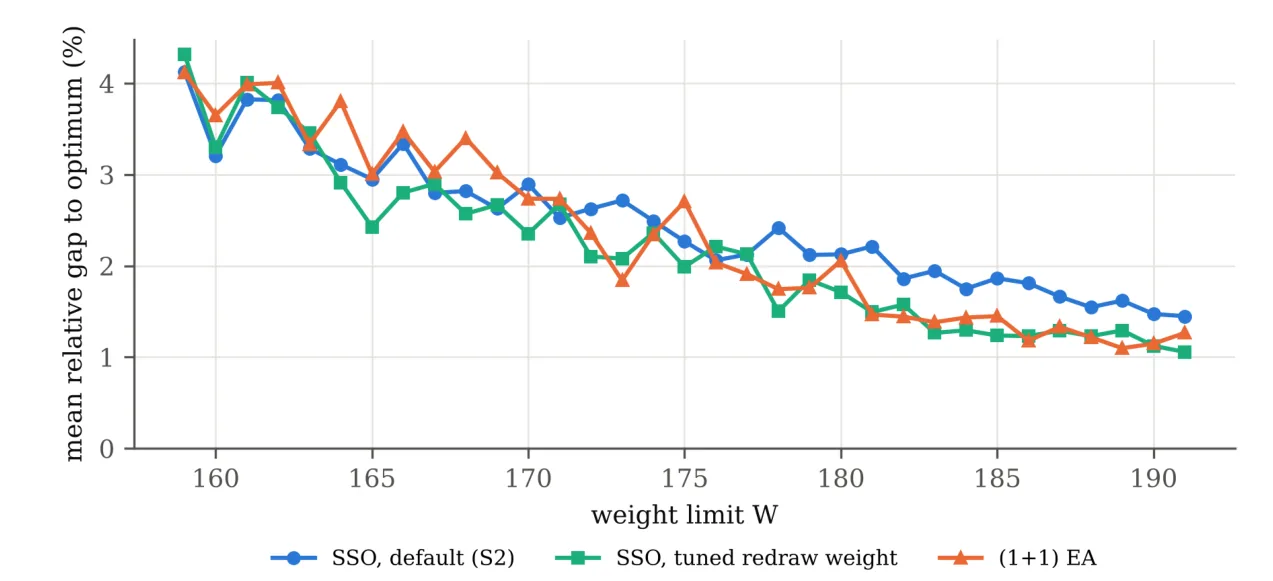 mean relative gap to optimum (%)
4
3
2
1
0
160 165 170 175 180 185 190
weight limit W
SSO, default (S2) SSO, tuned redraw weight (1+1) EA